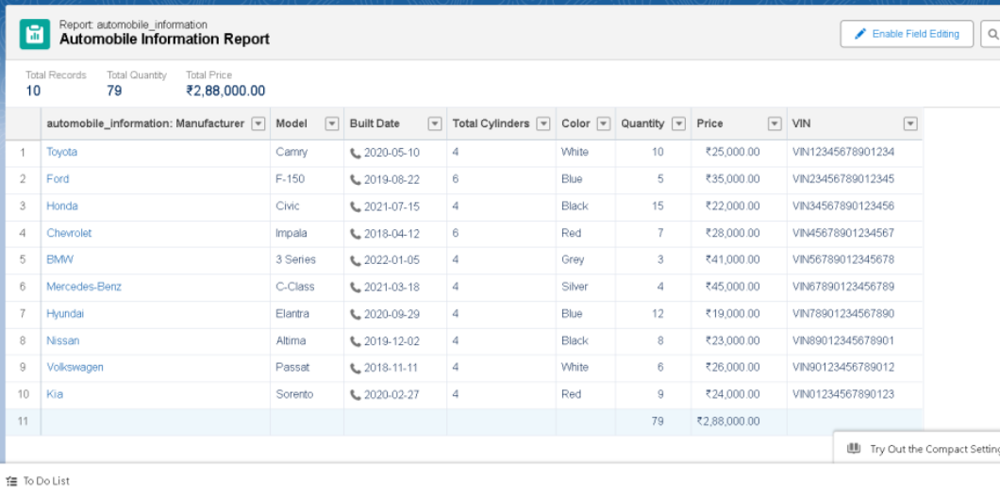 Report: automobile_information
Automobile Information Report
Enable Field Editing
Total Records Total Quantity Total Price
10 79 ₹2,88,000.00
automobile_information: Manufacturer Model Built Date Total Cylinders Color Quantity Price VIN
1 Toyota Camry 2020-05-10 4 White 10 ₹25,000.00 VIN12345678901234
2 Ford F-150 2019-08-22 6 Blue 5 ₹35,000.00 VIN23456789012345
3 Honda Civic 2021-07-15 4 Black 15 ₹22,000.00 VIN34567890123456
4 Chevrolet Impala 2018-04-12 6 Red 7 ₹28,000.00 VIN45678901234567
5 BMW 3 Series 2022-01-05 4 Grey 3 ₹41,000.00 VIN56789012345678
6 Mercedes-Benz C-Class 2021-03-18 4 Silver 4 ₹45,000.00 VIN67890123456789
7 Hyundai Elantra 2020-09-29 4 Blue 12 ₹19,000.00 VIN78901234567890
8 Nissan Altima 2019-12-02 4 Black 8 ₹23,000.00 VIN89012345678901
9 Volkswagen Passat 2018-11-11 4 White 6 ₹26,000.00 VIN90123456789012
10 Kia Sorento 2020-02-27 4 Red 9 ₹24,000.00 VIN01234567890123
11 79 ₹2,88,000.00
Try Out the Compact Setting
To Do List